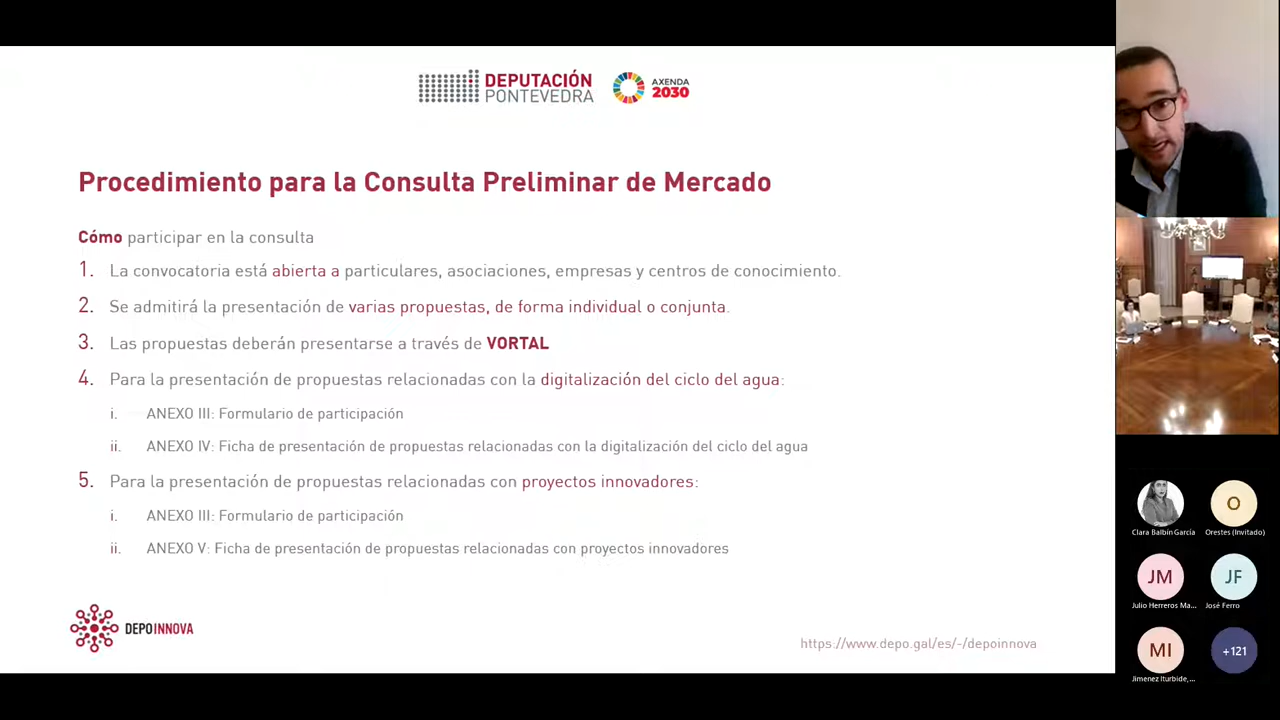 DEPUTACIÓN
PONTEVEDRA
AXENDA
2030
Procedimiento para la Consulta Preliminar de Mercado
Cómo participar en la consulta
1. La convocatoria está abierta a particulares, asociaciones, empresas y centros de conocimiento.
2. Se admitirá la presentación de varias propuestas, de forma individual o conjunta.
3. Las propuestas deberán presentarse a través de VORTAL
4. Para la presentación de propuestas relacionadas con la digitalización del ciclo del agua:
i. ANEXO III: Formulario de participación
ii. ANEXO IV: Ficha de presentación de propuestas relacionadas con la digitalización del ciclo del agua
5. Para la presentación de propuestas relacionadas con proyectos innovadores:
i. ANEXO III: Formulario de participación
ii. ANEXO V: Ficha de presentación de propuestas relacionadas con proyectos innovadores
DEPOINNOVA
https://www.depo.gal/es/-/depoinnova
O
Clara Balbín García
Orestes (Invitado)
JM
JF
Julio Herreros Ma...
José Ferro
MI
+121
Jimenez Iturbide,...